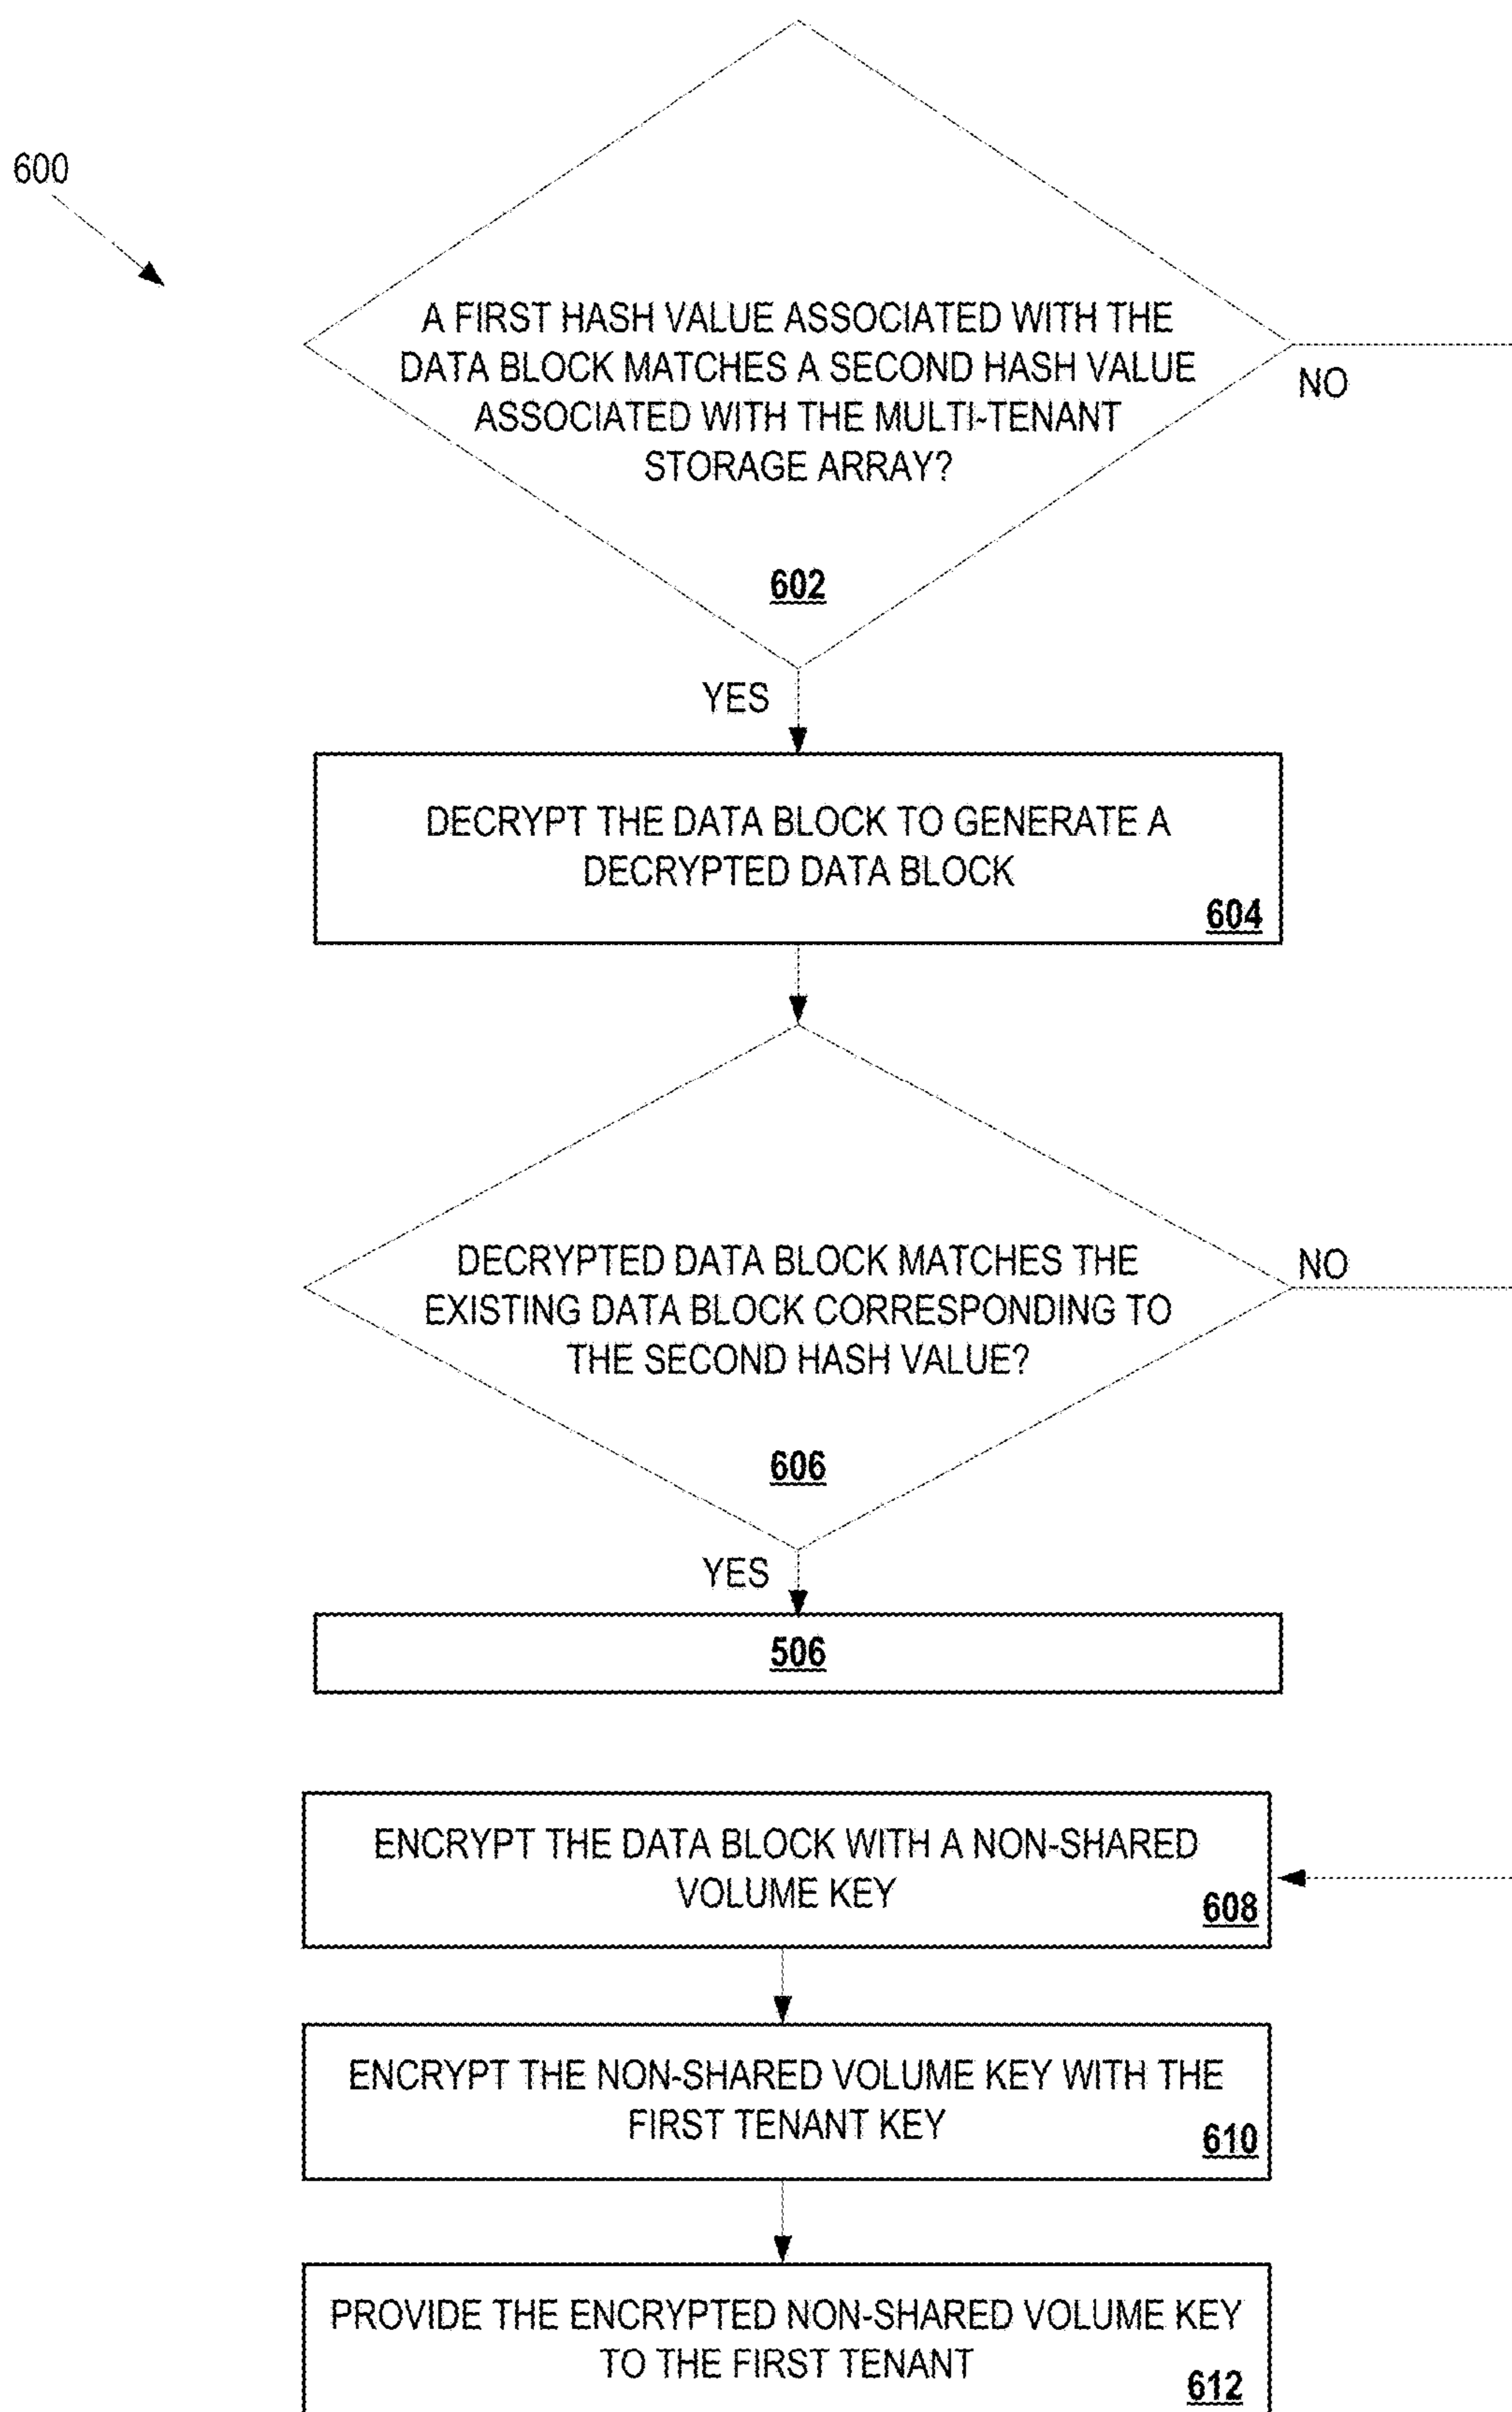 600
A FIRST HASH VALUE ASSOCIATED WITH THE
DATA BLOCK MATCHES A SECOND HASH VALUE
ASSOCIATED WITH THE MULTI-TENANT
STORAGE ARRAY?
NO
602
YES
DECRYPT THE DATA BLOCK TO GENERATE A
DECRYPTED DATA BLOCK
604
DECRYPTED DATA BLOCK MATCHES THE
EXISTING DATA BLOCK CORRESPONDING TO
THE SECOND HASH VALUE?
NO
606
YES
506
ENCRYPT THE DATA BLOCK WITH A NON-SHARED
VOLUME KEY
608
ENCRYPT THE NON-SHARED VOLUME KEY WITH THE
FIRST TENANT KEY
610
PROVIDE THE ENCRYPTED NON-SHARED VOLUME KEY
TO THE FIRST TENANT
612